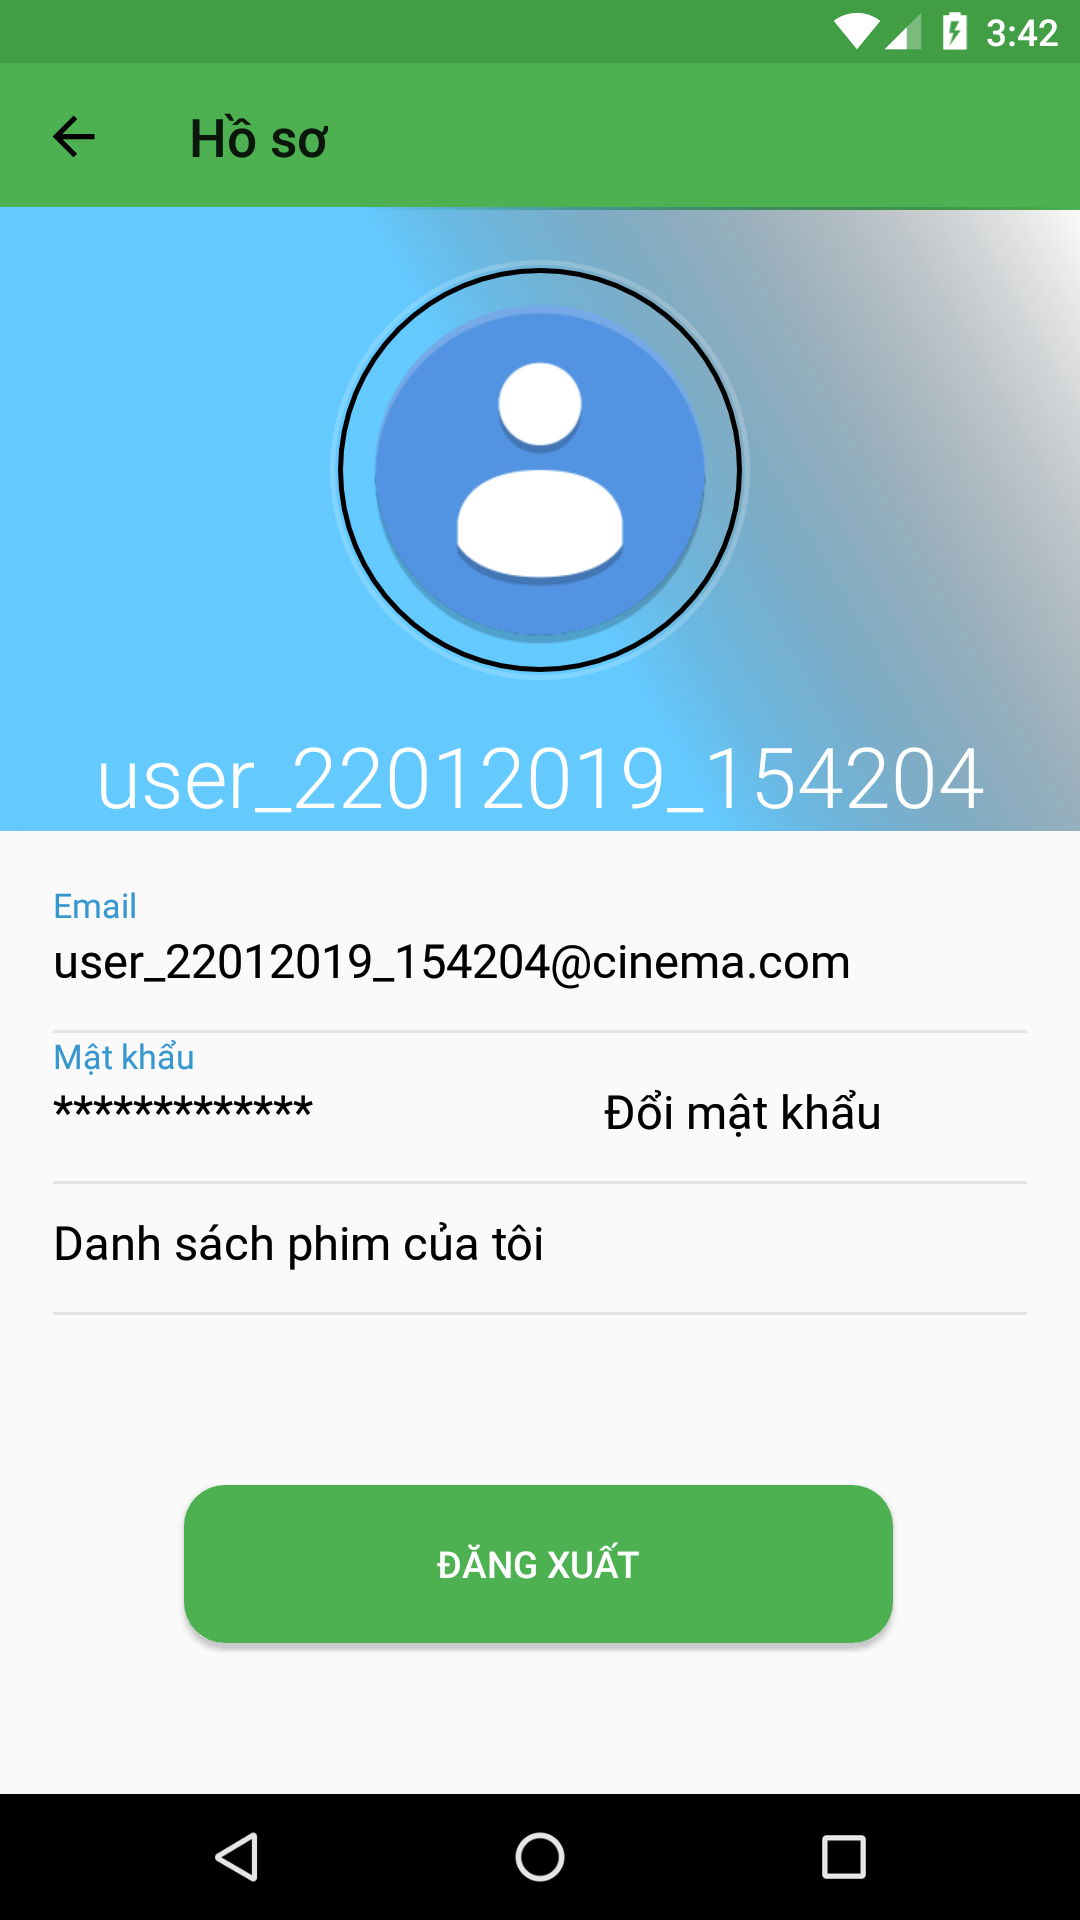 3:42
Hồ sơ
user_22012019_154204
Email
user_22012019_154204@cinema.com
Mật khẩu
************* Đổi mật khẩu
Danh sách phim của tôi
ĐĂNG XUẤT